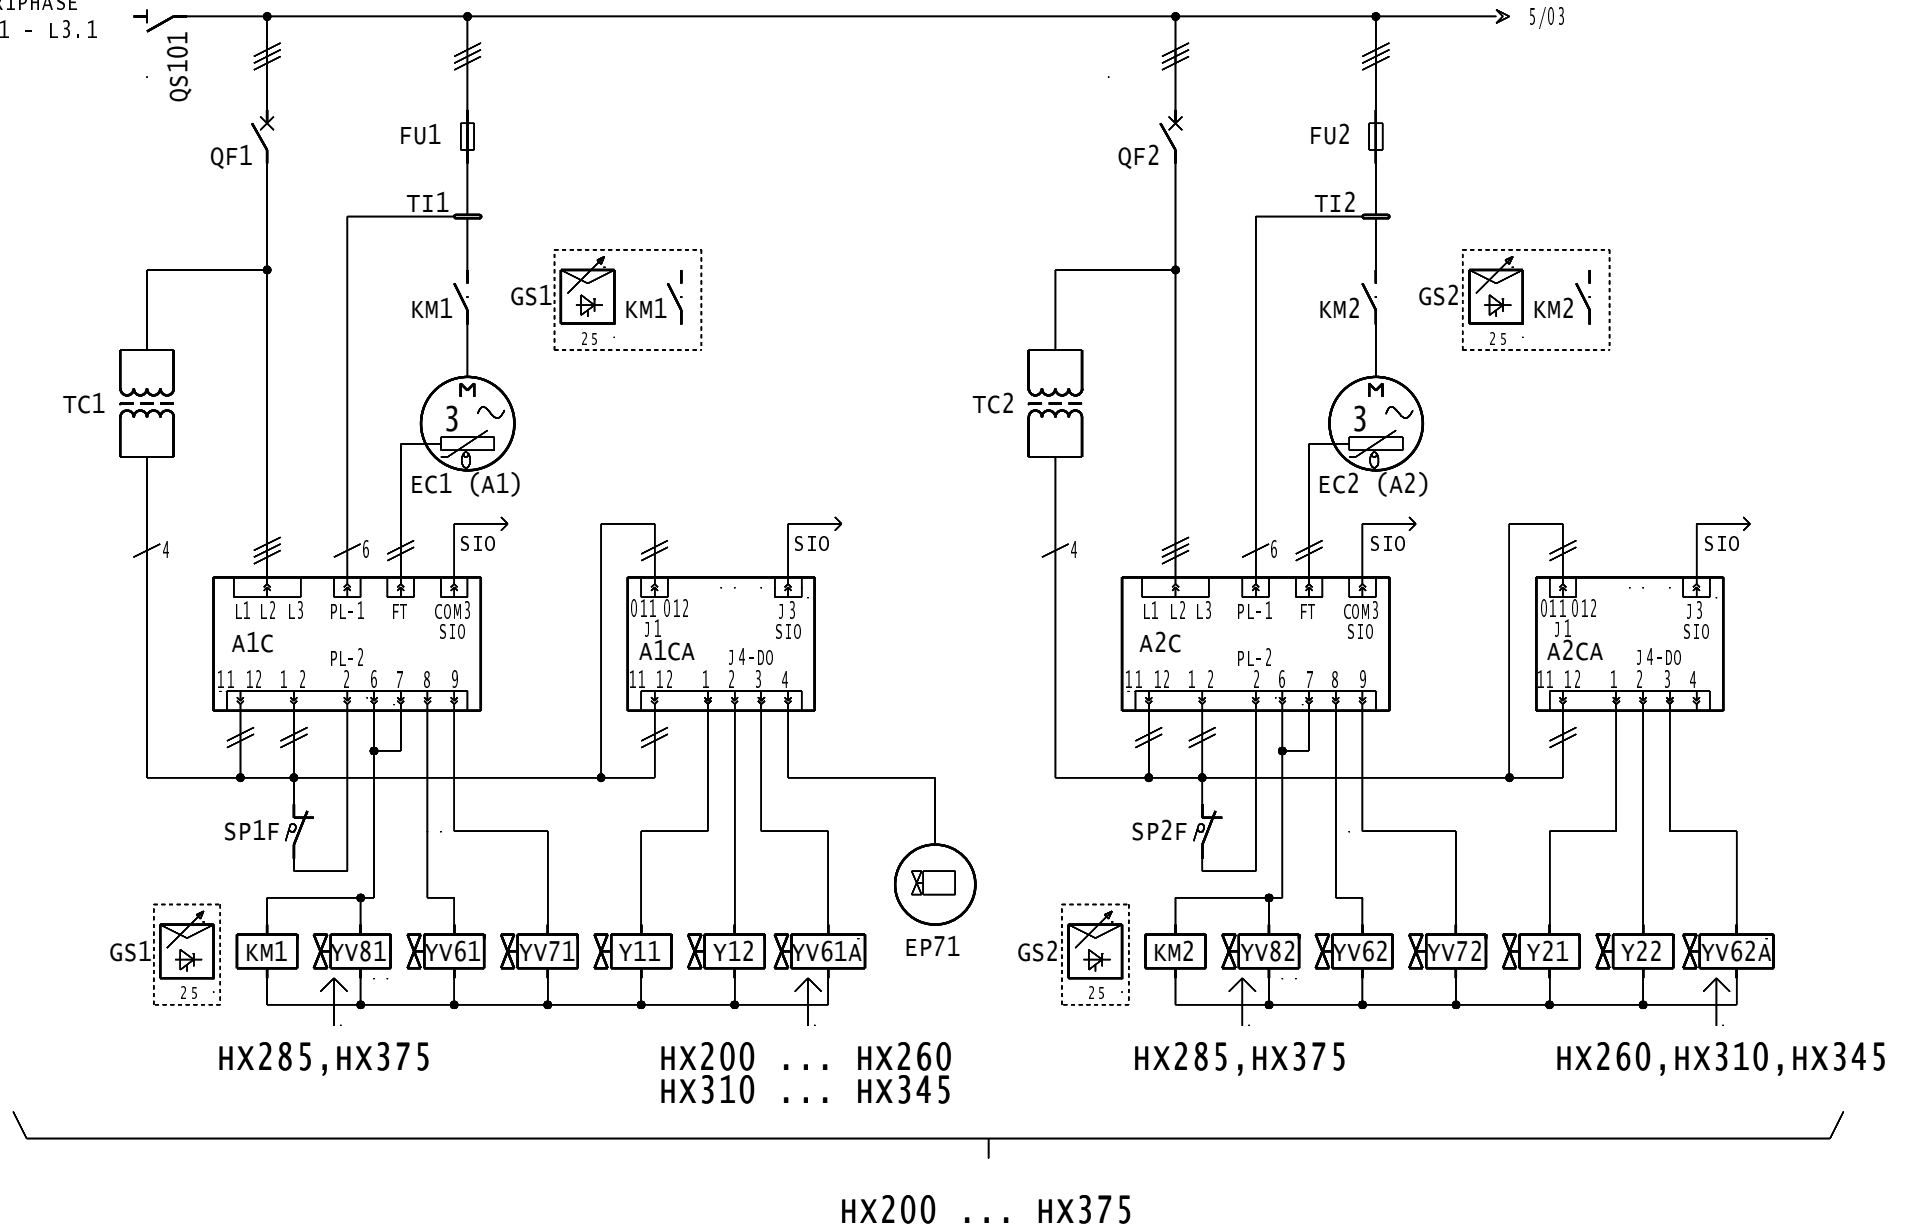 RIPHASE
1 - L3.1
QS101
5/03
QF1
FU1
QF2
FU2
TI1
TI2
KM1
GS1
KM1
25
KM2
GS2
KM2
25
TC1
M
3
EC1 (A1)
TC2
M
3
EC2 (A2)
4
6
SIO
SIO
4
6
SIO
SIO
L1 L2 L3 PL-1 FT COM3
SIO
A1C
PL-2
11 12 1 2 2 6 7 8 9
011 012 J3
J1 SIO
A1CA J4-DO
11 12 1 2 3 4
L1 L2 L3 PL-1 FT COM3
SIO
A2C
PL-2
11 12 1 2 2 6 7 8 9
011 012 J3
J1 SIO
A2CA J4-DO
11 12 1 2 3 4
SP1F
SP2F
GS1
25
KM1 YV81 YV61 YV71 Y11 Y12 YV61A
EP71
GS2
25
KM2 YV82 YV62 YV72 Y21 Y22 YV62A
HX285,HX375
HX200 ... HX260
HX310 ... HX345
HX285,HX375
HX260,HX310,HX345
HX200 ... HX375